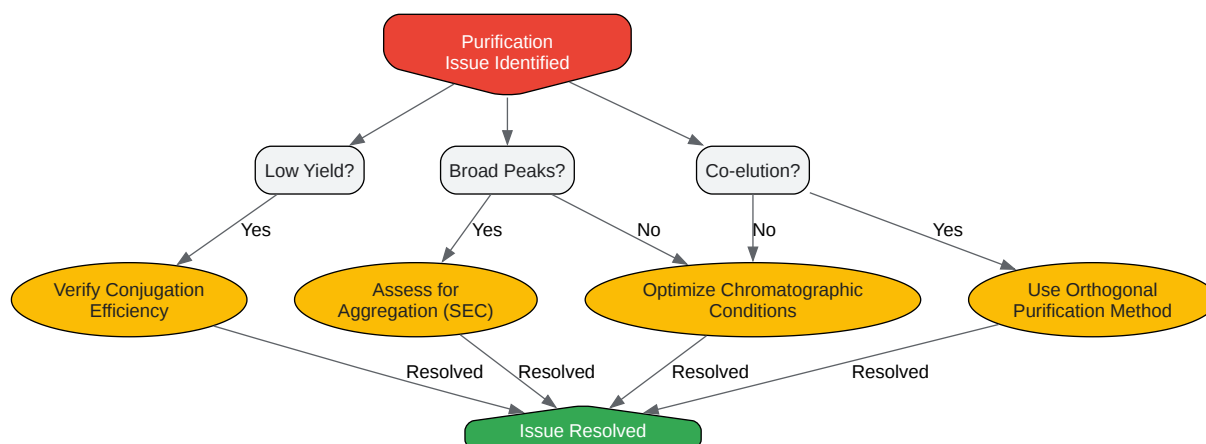 Purification
Issue Identified
Low Yield?
Broad Peaks?
Co-elution?
Yes
Yes
No
No
Yes
Verify Conjugation
Efficiency
Assess for
Aggregation (SEC)
Optimize Chromatographic
Conditions
Use Orthogonal
Purification Method
Resolved
Resolved
Resolved
Resolved
Issue Resolved